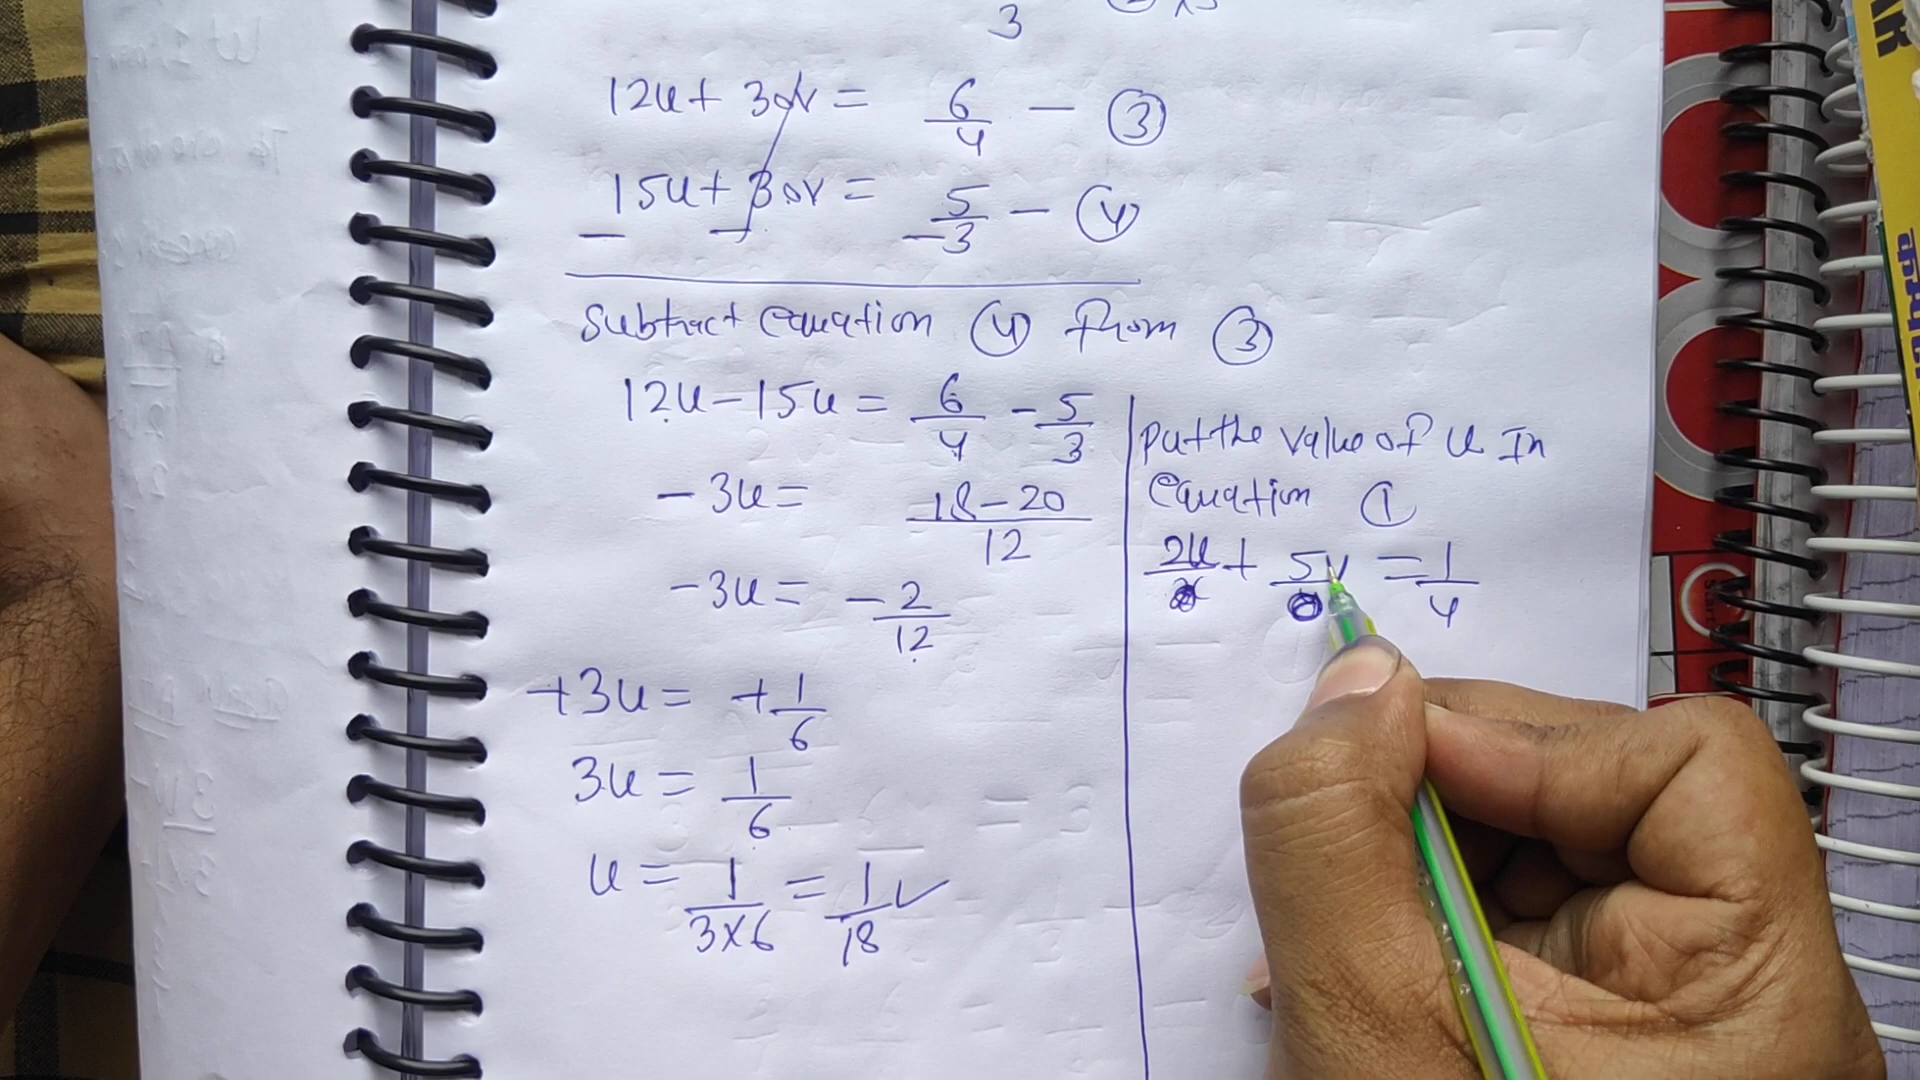 3
12u + 30v = 6/4 - ③
15u + 30v = 5/3 - ④
- - -
Subtract equation ④ from ③
12u - 15u = 6/4 - 5/3
-3u = 18-20/12
-3u = -2/12
+3u = +1/6
3u = 1/6
u = 1/3×6 = 1/18 ✓
put the value of u In
equation ①
2u + 5v = 1/4